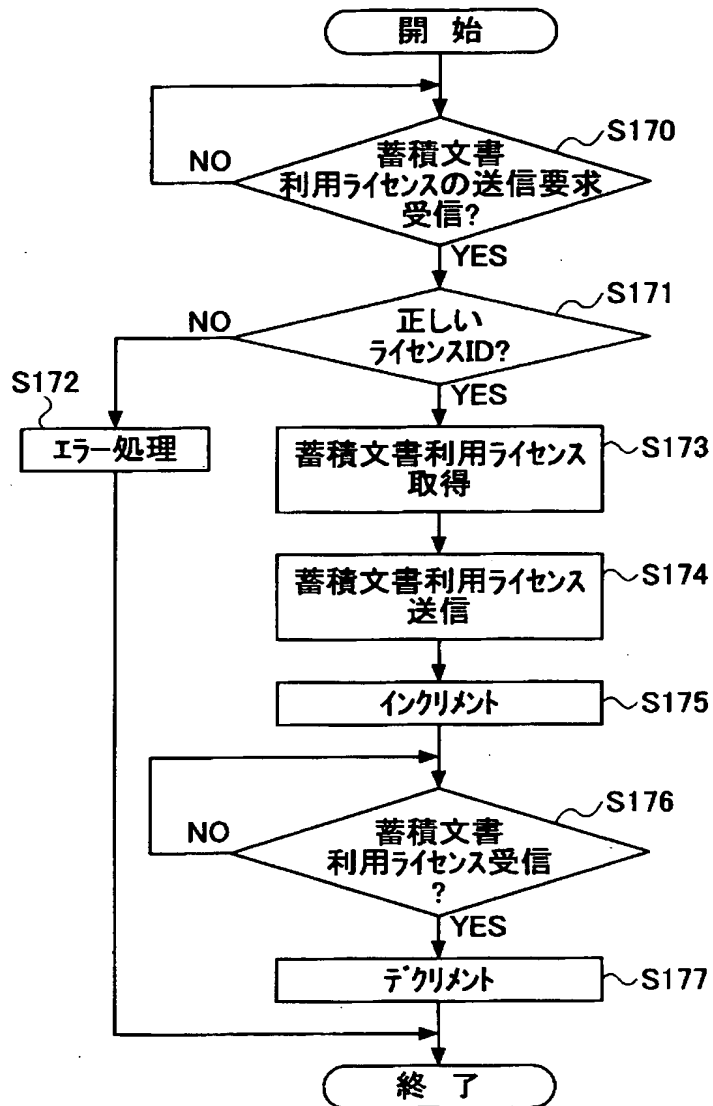 開 始
S170
蓄積文書
利用ライセンスの送信要求
受信?
NO
YES
S171
正しい
ライセンスID?
NO
YES
S172
エラー処理
蓄積文書利用ライセンス
取得
S173
蓄積文書利用ライセンス
送信
S174
インクリメント
S175
S176
蓄積文書
利用ライセンス受信
?
NO
YES
デクリメント
S177
終 了